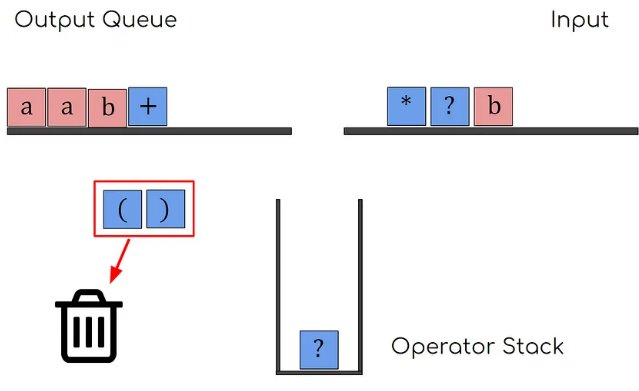 Output Queue Input
a a b + * ? b
( )
?
Operator Stack